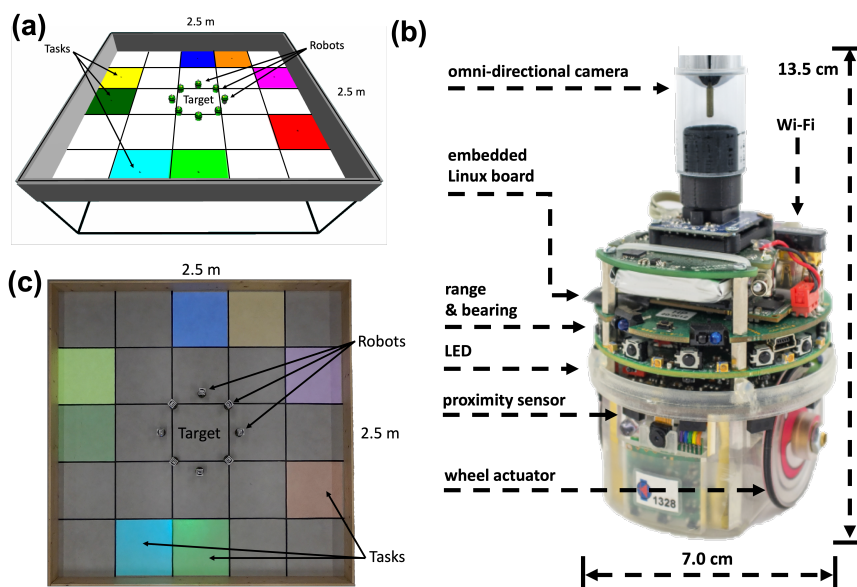 (a)
2.5 m
Tasks
Robots
2.5 m
Target
(b)
omni-directional camera
13.5 cm
Wi-Fi
embedded
Linux board
range
& bearing
LED
proximity sensor
wheel actuator
1328
7.0 cm
(c)
2.5 m
Robots
Target
2.5 m
Tasks